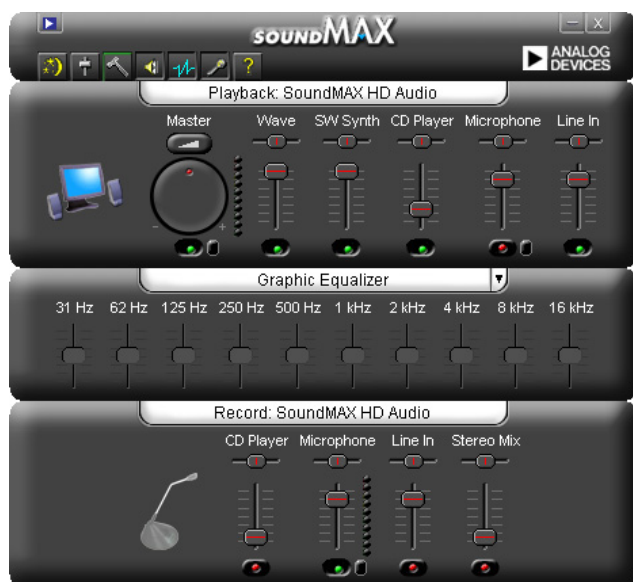 soundMAX
ANALOG
DEVICES
?
Playback: SoundMAX HD Audio
Master Wave SW Synth CD Player Microphone Line In
- +
Graphic Equalizer
31 Hz 62 Hz 125 Hz 250 Hz 500 Hz 1 kHz 2 kHz 4 kHz 8 kHz 16 kHz
Record: SoundMAX HD Audio
CD Player Microphone Line In Stereo Mix